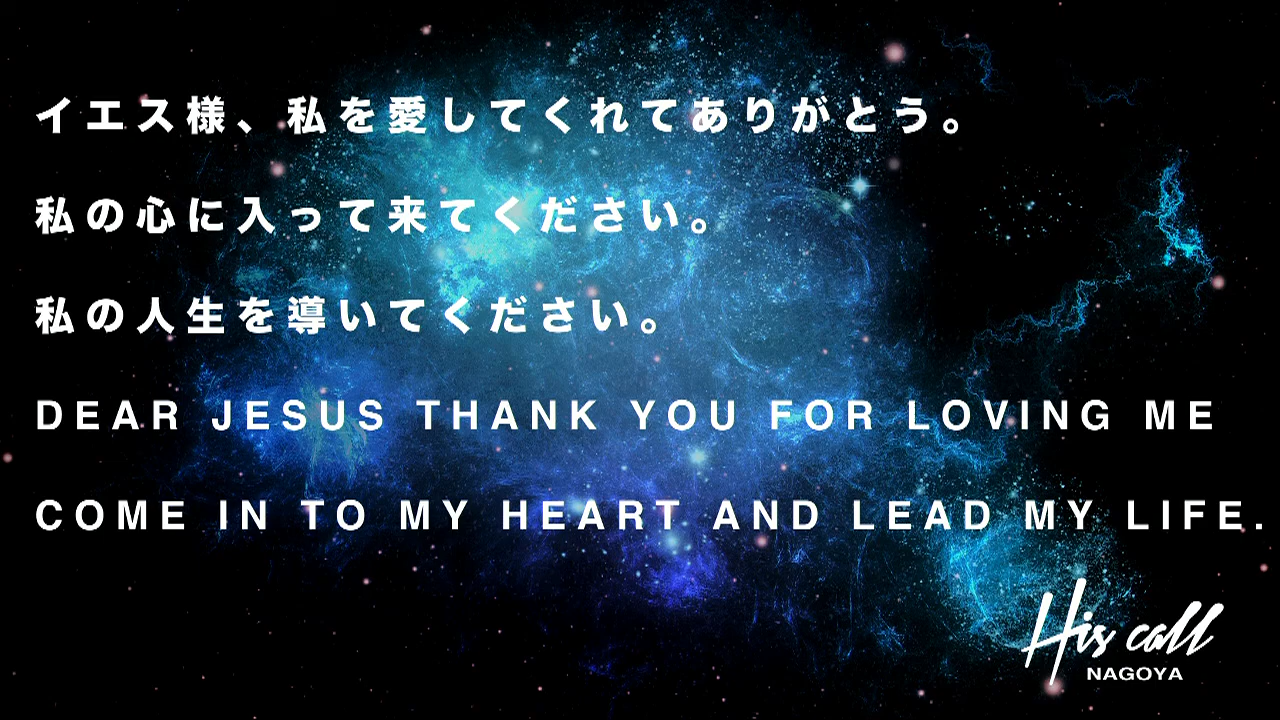 イエス様、私を愛してくれてありがとう。
私の心に入って来てください。
私の人生を導いてください。
DEAR JESUS THANK YOU FOR LOVING ME
COME IN TO MY HEART AND LEAD MY LIFE.
His call
NAGOYA